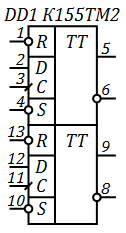 DD1 К155ТМ2
1 R TT 5
2 D
3 C 6
4 S
13 R TT 9
12 D
11 C 8
10 S